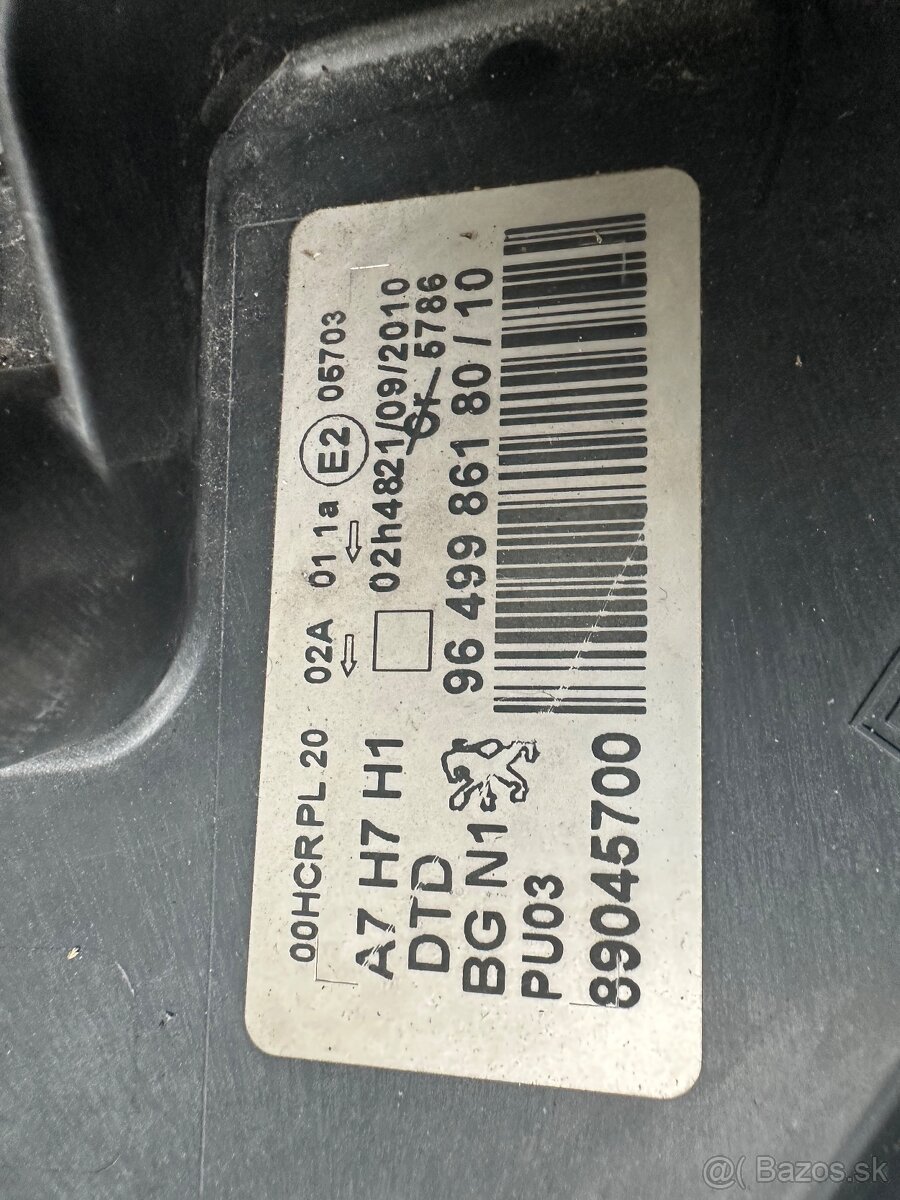 00HCR PL 20 02A 01 1a E2 05703
A7 H7 H1 02h4821/09/2010
DTD 5786
BG N1 96 499 861 80/10
PU03
89045700
@( Bazos.sk